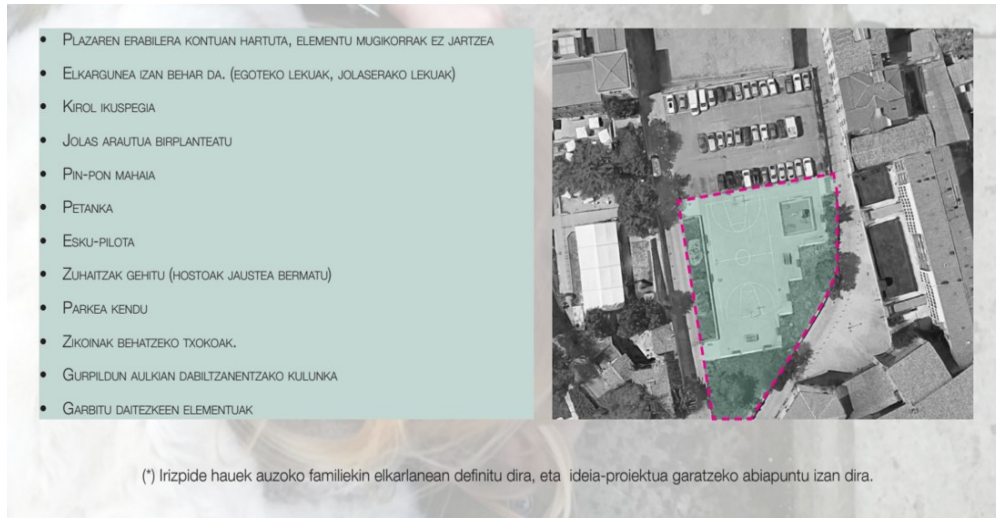 • Plazaren erabilera kontuan hartuta, elementu mugikorrak ez jartzea
• Elkargunea izan behar da. (egoteko lekuak, jolaserako lekuak)
• Kirol ikuspegia
• Jolas arautua birplanteatu
• Pin-pon mahaia
• Petanka
• Esku-pilota
• Zuhaitzak gehitu (hostoak jaustea bermatu)
• Parkea kendu
• Zikoinak behatzeko txokoak.
• Gurpildun aulkian dabiltzanentzako kulunka
• Garbitu daitezkeen elementuak
(*) Irizpide hauek auzoko familiekin elkarlanean definitu dira, eta ideia-proiektua garatzeko abiapuntu izan dira.